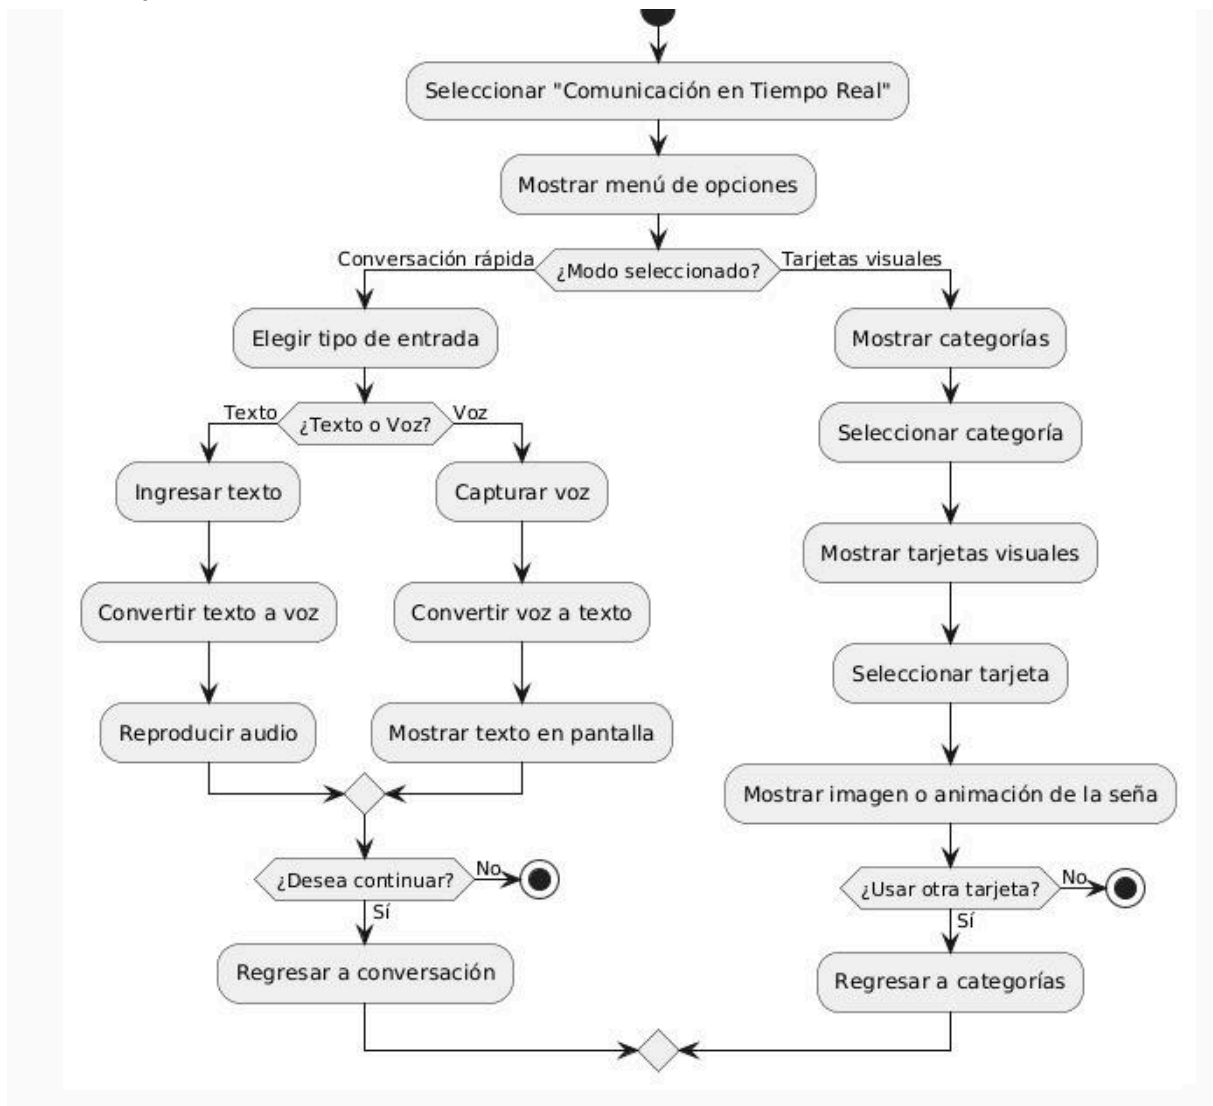 Seleccionar "Comunicación en Tiempo Real"
Mostrar menú de opciones
¿Modo seleccionado?
Conversación rápida
Tarjetas visuales
Elegir tipo de entrada
¿Texto o Voz?
Texto
Voz
Ingresar texto
Capturar voz
Convertir texto a voz
Convertir voz a texto
Reproducir audio
Mostrar texto en pantalla
¿Desea continuar?
No
Sí
Regresar a conversación
Mostrar categorías
Seleccionar categoría
Mostrar tarjetas visuales
Seleccionar tarjeta
Mostrar imagen o animación de la seña
¿Usar otra tarjeta?
No
Sí
Regresar a categorías